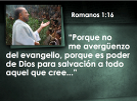 Romanos 1:16
"Porque no
me avergüenzo
del evangelio, porque es poder
de Dios para salvación a todo
aquel que cree..."